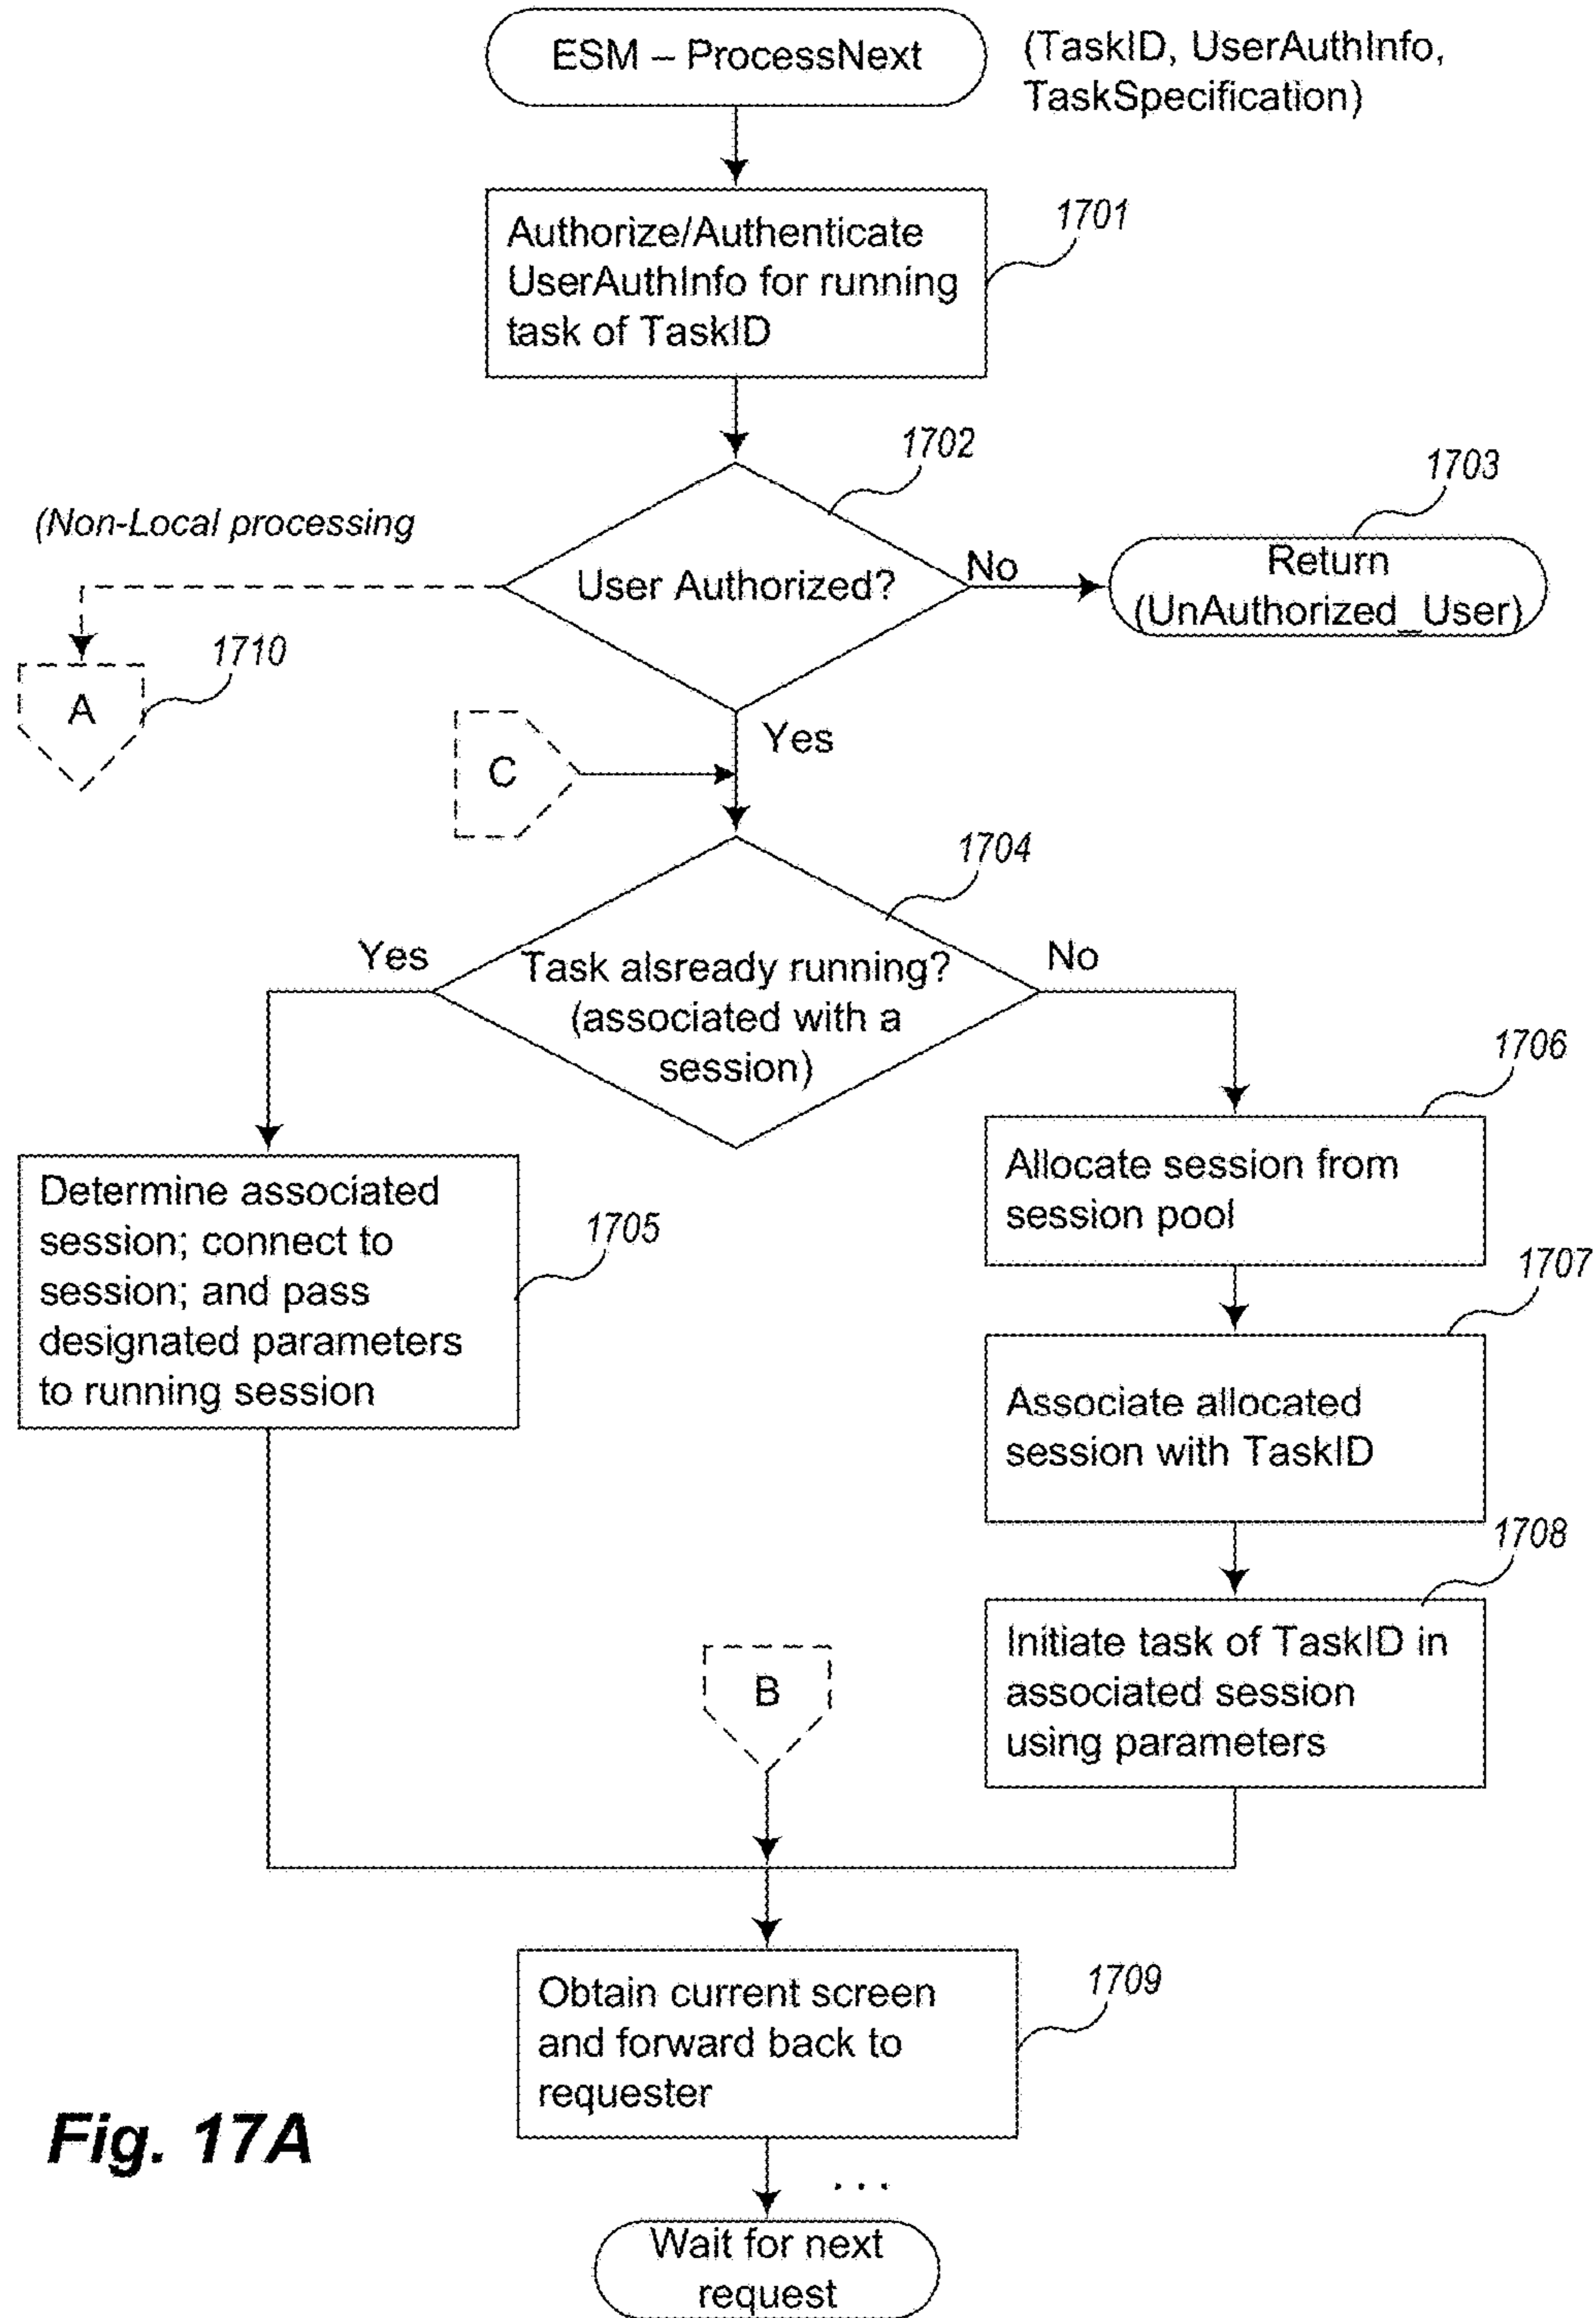 ESM – ProcessNext
(TaskID, UserAuthInfo,
TaskSpecification)
1701
Authorize/Authenticate
UserAuthInfo for running
task of TaskID
1702
1703
(Non-Local processing
User Authorized?
No
Return
(UnAuthorized_User)
1710
A
Yes
C
1704
Yes
No
Task alsready running?
(associated with a
session)
1706
Allocate session from
session pool
Determine associated
session; connect to
session; and pass
designated parameters
to running session
1705
1707
Associate allocated
session with TaskID
1708
Initiate task of TaskID in
associated session
using parameters
B
1709
Obtain current screen
and forward back to
requester
Fig. 17A
. . .
Wait for next
request